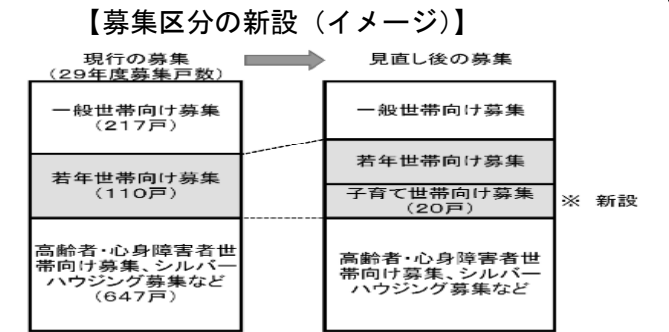 【募集区分の新設（イメージ）】
現行の募集
（29年度募集戸数）
見直し後の募集
一般世帯向け募集
（217戸）
若年世帯向け募集
（110戸）
高齢者・心身障害者世
帯向け募集、シルバー
ハウジング募集など
（647戸）
一般世帯向け募集
若年世帯向け募集
子育て世帯向け募集
（20戸）
※ 新設
高齢者・心身障害者世
帯向け募集、シルバー
ハウジング募集など